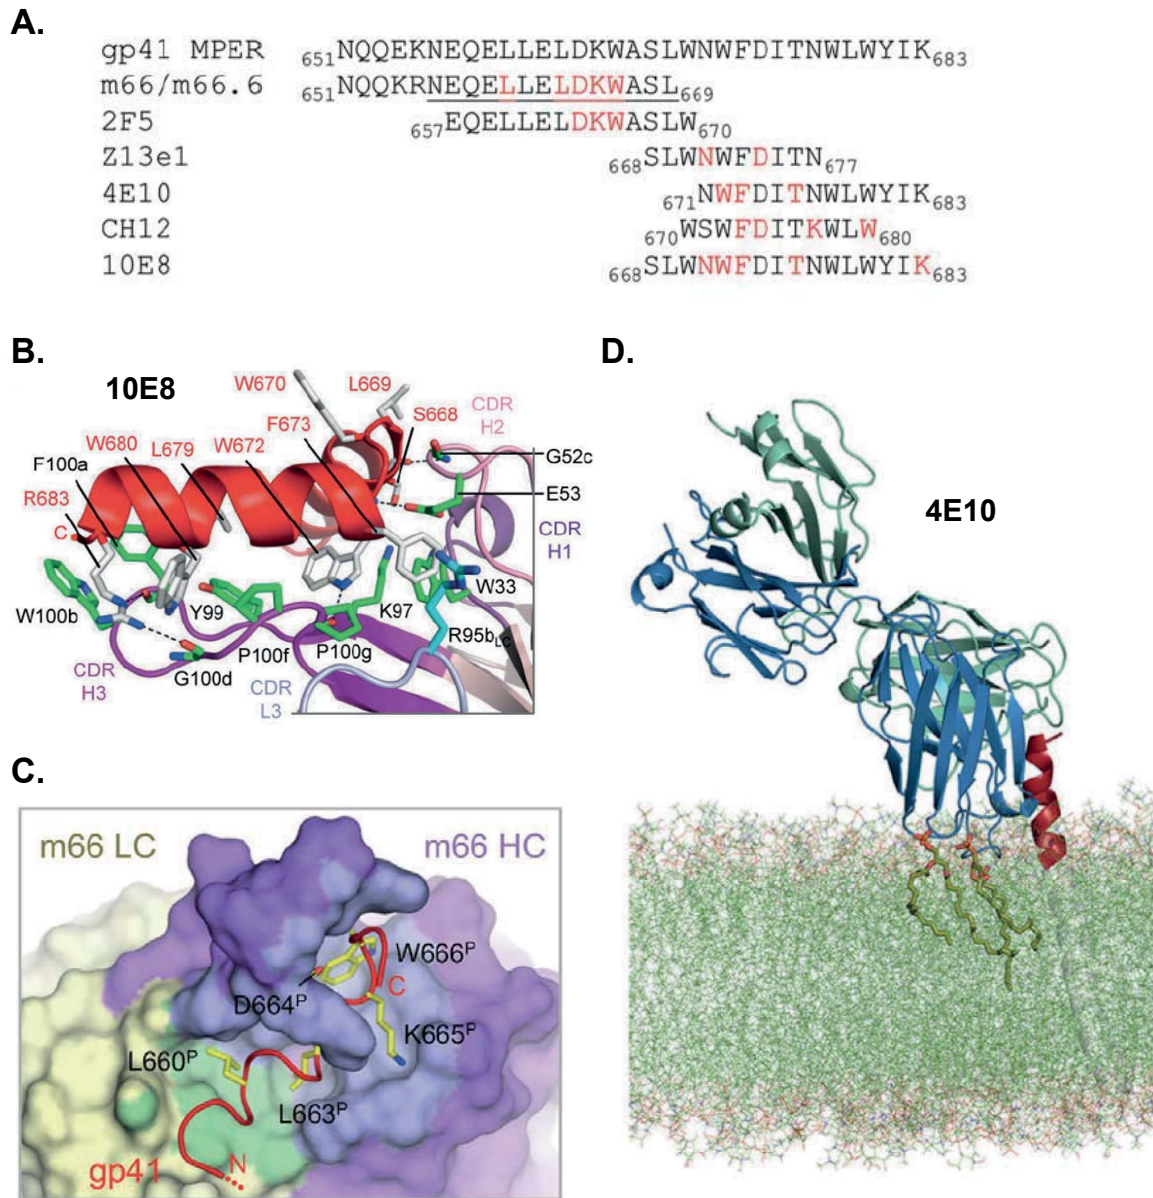 A.
gp41 MPER 651NQQEKNEQELLELDKWASLWNWFDITNWLWYIK683
m66/m66.6 651NQQKRNEQELLELDKWASL669
2F5 657EQELLELDKWASLW670
Z13e1 668SLWNWFDITN677
4E10 671NWFDITNWLWYIK683
CH12 670WSWFDITKWLW680
10E8 668SLWNWFDITNWLWYIK683
B.
10E8
W670
L669
CDR
H2
F673
S668
W680
L679
W672
F100a
G52c
R683
E53
C
CDR
H1
W33
W100b
Y99
K97
R95bLC
P100f
P100g
CDR
H3
G100d
CDR
L3
C.
m66 LC
m66 HC
W666P
D664P
C
K665P
L660P
L663P
gp41
N
D.
4E10